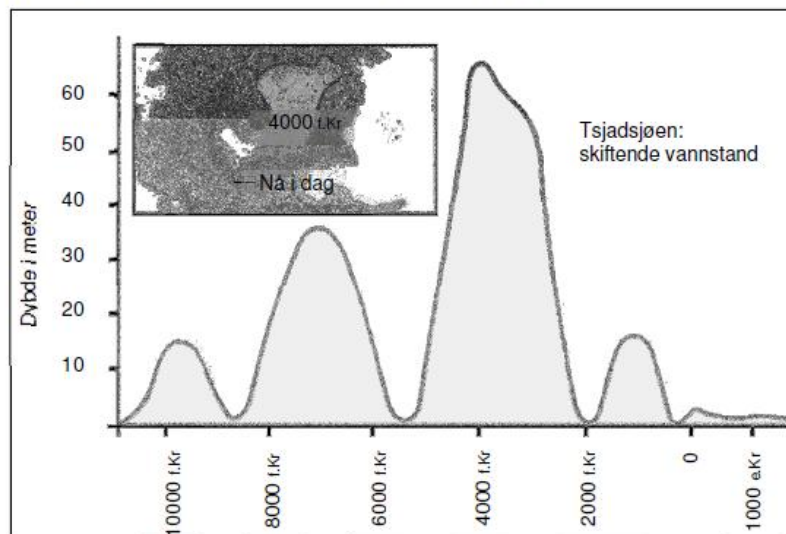 Tsjadsjøen:
skiftende vannstand
4000 f.Kr
Nå i dag
Dybde i meter
60
50
40
30
20
10
10000 f.Kr
8000 f.Kr
6000 f.Kr
4000 f.Kr
2000 f.Kr
0
1000 e.Kr